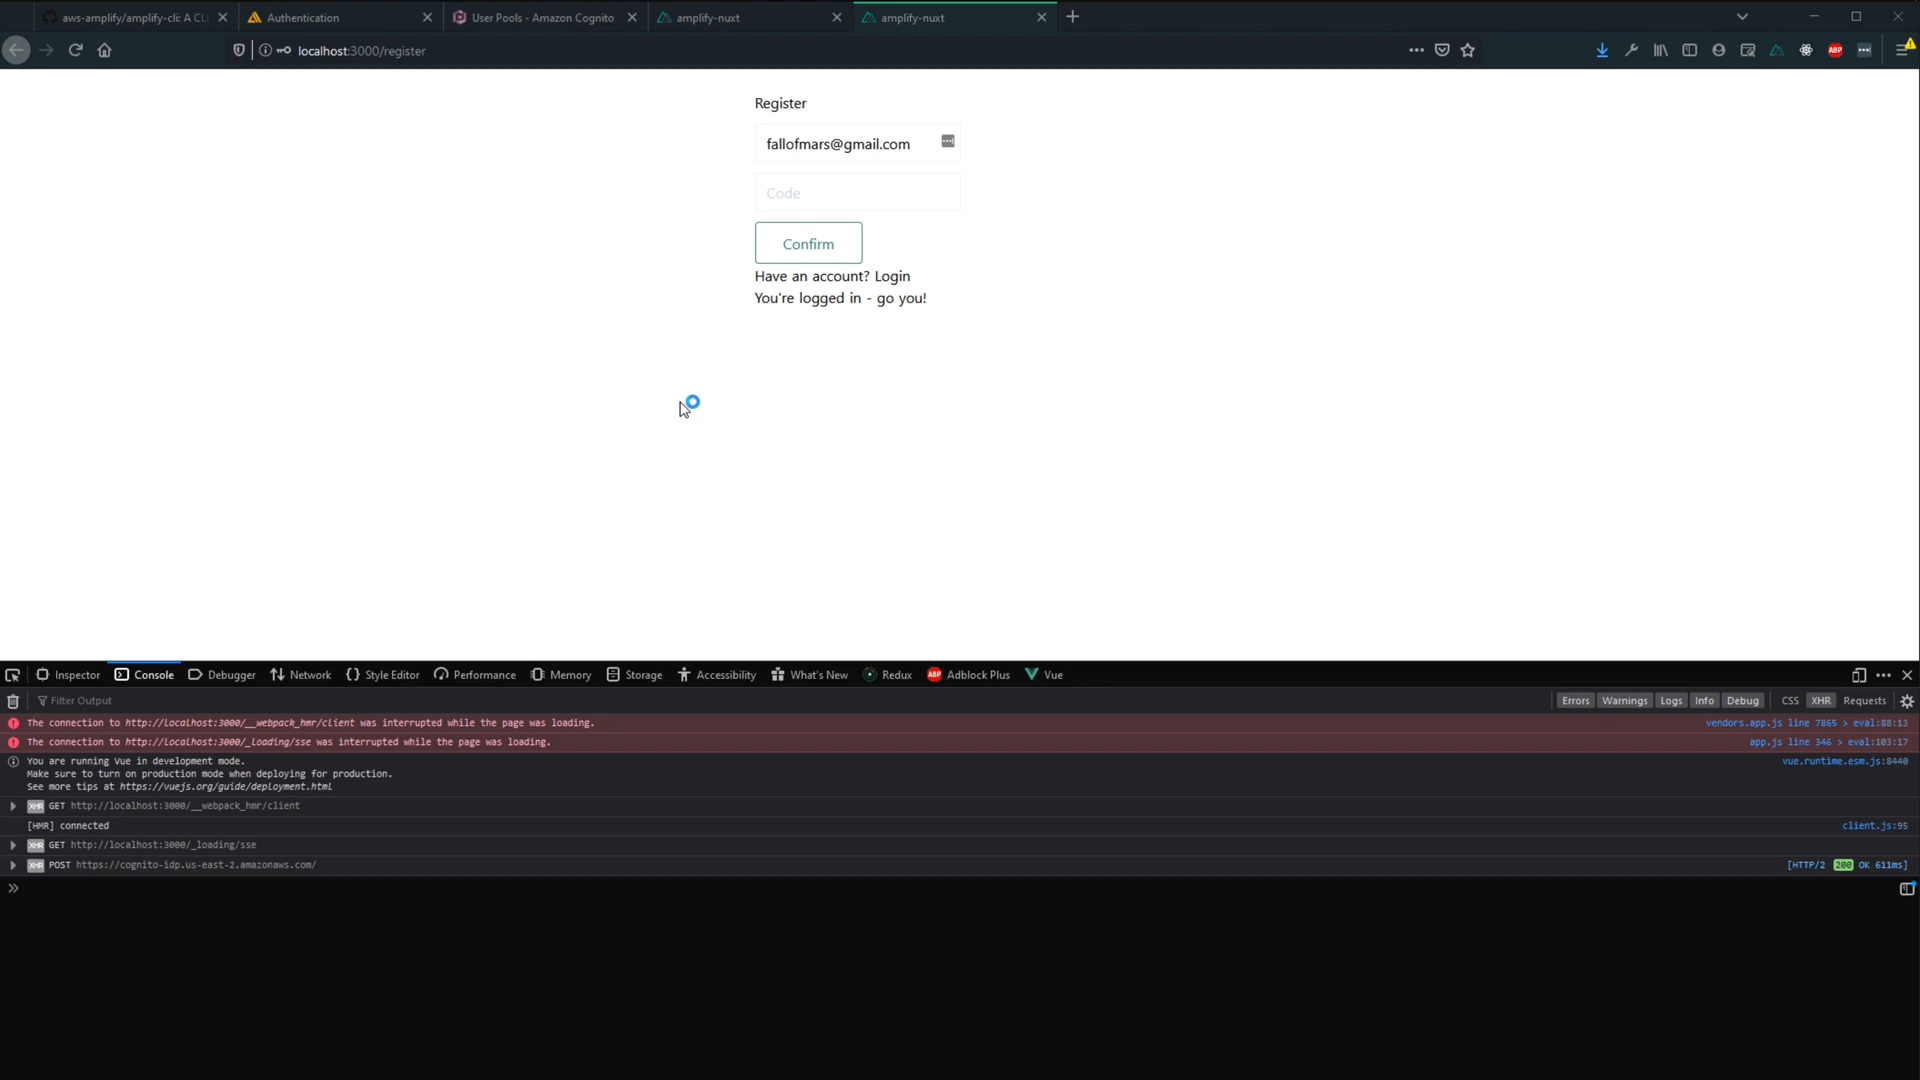 aws-amplify/amplify-cli: A CLI
Authentication
User Pools - Amazon Cognito
amplify-nuxt
amplify-nuxt
localhost:3000/register
ABP
Register
fallofmars@gmail.com
Code
Confirm
Have an account? Login
You're logged in - go you!
Inspector
Console
Debugger
Network
Style Editor
Performance
Memory
Storage
Accessibility
What's New
Redux
ABP Adblock Plus
Vue
Filter Output
Errors
Warnings
Logs
Info
Debug
CSS
XHR
Requests
The connection to http://localhost:3000/__webpack_hmr/client was interrupted while the page was loading. vendors.app.js line 7865 > eval:88:13
The connection to http://localhost:3000/_loading/sse was interrupted while the page was loading. app.js line 346 > eval:103:17
You are running Vue in development mode. vue.runtime.esm.js:8440
Make sure to turn on production mode when deploying for production.
See more tips at https://vuejs.org/guide/deployment.html
XHR GET http://localhost:3000/__webpack_hmr/client
[HMR] connected client.js:95
XHR GET http://localhost:3000/_loading/sse
XHR POST https://cognito-idp.us-east-2.amazonaws.com/ [HTTP/2 200 OK 611ms]